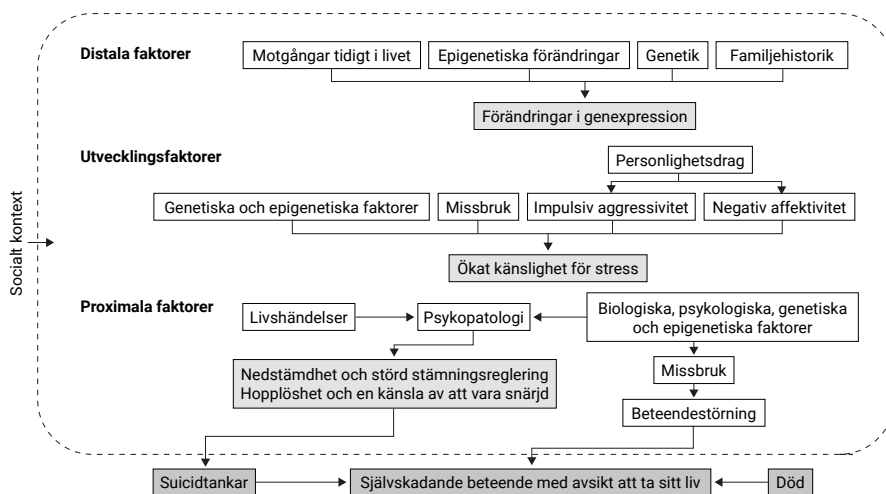 Distala faktorer
Motgångar tidigt i livet
Epigenetiska förändringar
Genetik
Familjehistorik
Förändringar i genexpression
Utvecklingsfaktorer
Personlighetsdrag
Genetiska och epigenetiska faktorer
Missbruk
Impulsiv aggressivitet
Negativ affektivitet
Socialt kontext
Ökat känslighet för stress
Proximala faktorer
Livshändelser
Psykopatologi
Biologiska, psykologiska, genetiska
och epigenetiska faktorer
Nedstämdhet och störd stämningsreglering
Hopplöshet och en känsla av att vara snärjd
Missbruk
Beteendestörning
Suicidtankar
Självskadande beteende med avsikt att ta sitt liv
Död